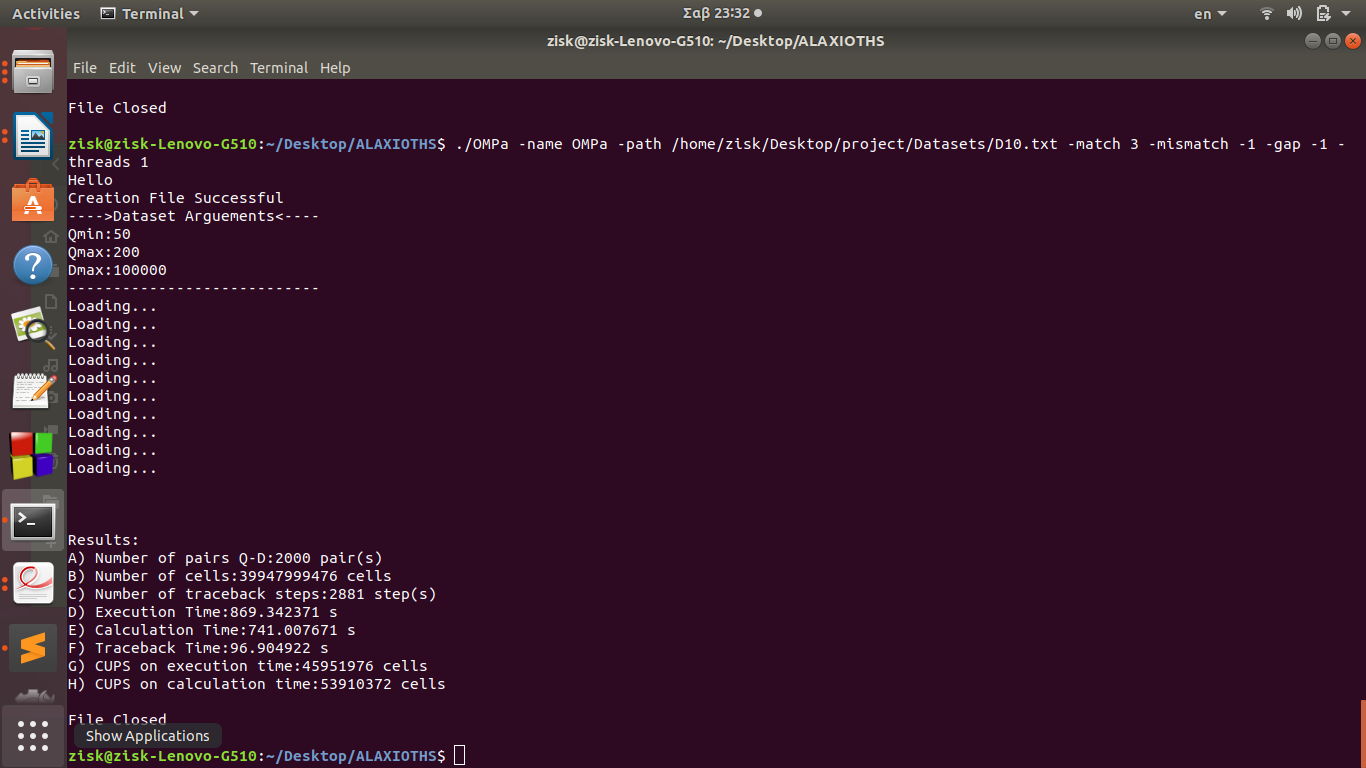 Activities Terminal Σαβ 23:32 en
zisk@zisk-Lenovo-G510: ~/Desktop/ALAXIOTHS
File Edit View Search Terminal Help
File Closed
zisk@zisk-Lenovo-G510:~/Desktop/ALAXIOTHS$ ./OMPa -name OMPa -path /home/zisk/Desktop/project/Datasets/D10.txt -match 3 -mismatch -1 -gap -1 -
threads 1
Hello
Creation File Successful
---->Dataset Arguements<----
Qmin:50
Qmax:200
Dmax:100000
----------------------------
Loading...
Loading...
Loading...
Loading...
Loading...
Loading...
Loading...
Loading...
Loading...
Loading...
Results:
A) Number of pairs Q-D:2000 pair(s)
B) Number of cells:39947999476 cells
C) Number of traceback steps:2881 step(s)
D) Execution Time:869.342371 s
E) Calculation Time:741.007671 s
F) Traceback Time:96.904922 s
G) CUPS on execution time:45951976 cells
H) CUPS on calculation time:53910372 cells
File Closed
Show Applications
zisk@zisk-Lenovo-G510:~/Desktop/ALAXIOTHS$